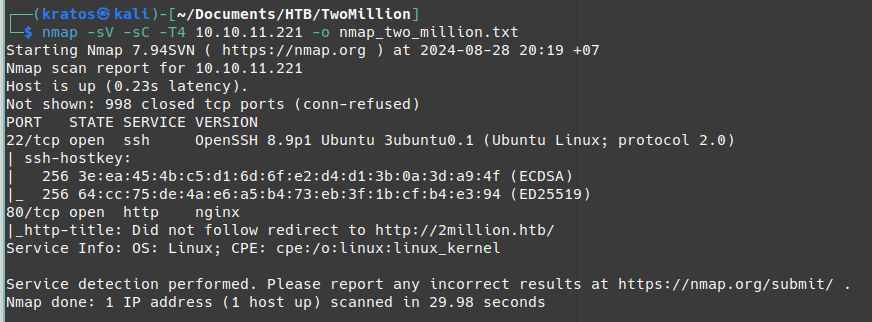 ┌──(kratos㉿kali)-[~/Documents/HTB/TwoMillion]
└─$ nmap -sV -sC -T4 10.10.11.221 -o nmap_two_million.txt
Starting Nmap 7.94SVN ( https://nmap.org ) at 2024-08-28 20:19 +07
Nmap scan report for 10.10.11.221
Host is up (0.23s latency).
Not shown: 998 closed tcp ports (conn-refused)
PORT   STATE SERVICE VERSION
22/tcp open  ssh     OpenSSH 8.9p1 Ubuntu 3ubuntu0.1 (Ubuntu Linux; protocol 2.0)
| ssh-hostkey:
|   256 3e:ea:45:4b:c5:d1:6d:6f:e2:d4:d1:3b:0a:3d:a9:4f (ECDSA)
|_  256 64:cc:75:de:4a:e6:a5:b4:73:eb:3f:1b:cf:b4:e3:94 (ED25519)
80/tcp open  http    nginx
|_http-title: Did not follow redirect to http://2million.htb/
Service Info: OS: Linux; CPE: cpe:/o:linux:linux_kernel

Service detection performed. Please report any incorrect results at https://nmap.org/submit/ .
Nmap done: 1 IP address (1 host up) scanned in 29.98 seconds